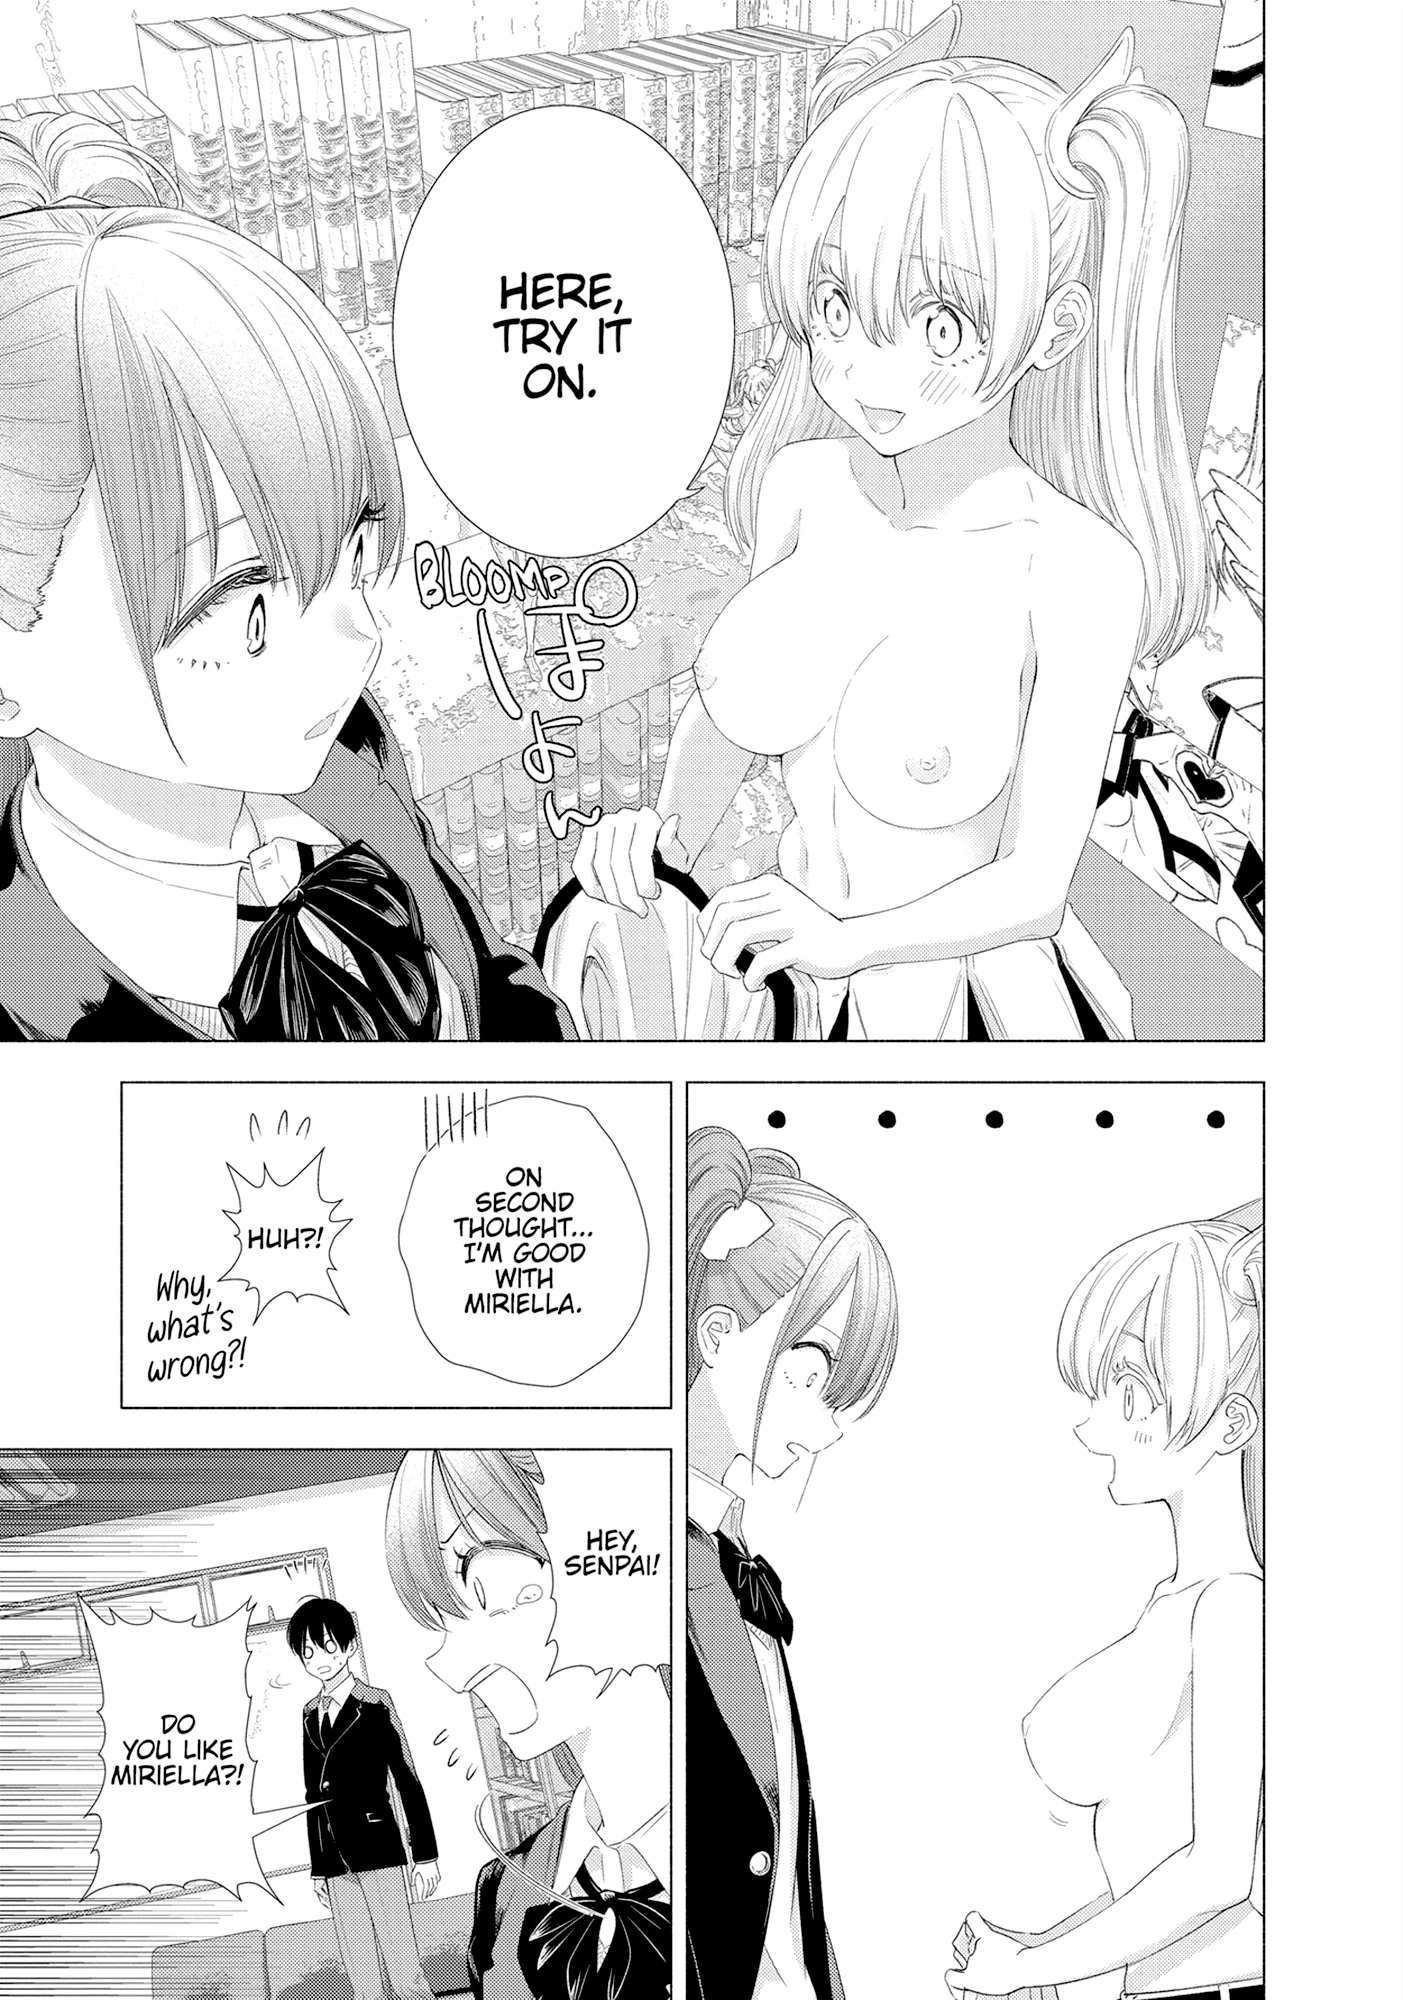 HERE,
TRY IT
ON.
BLOOMP
ぽよーん
ON
SECOND
THOUGHT...
I'M GOOD
WITH
MIRIELLA.
HUH?!
Why,
what's
wrong?!
HEY,
SENPAI!
DO
YOU LIKE
MIRIELLA?!